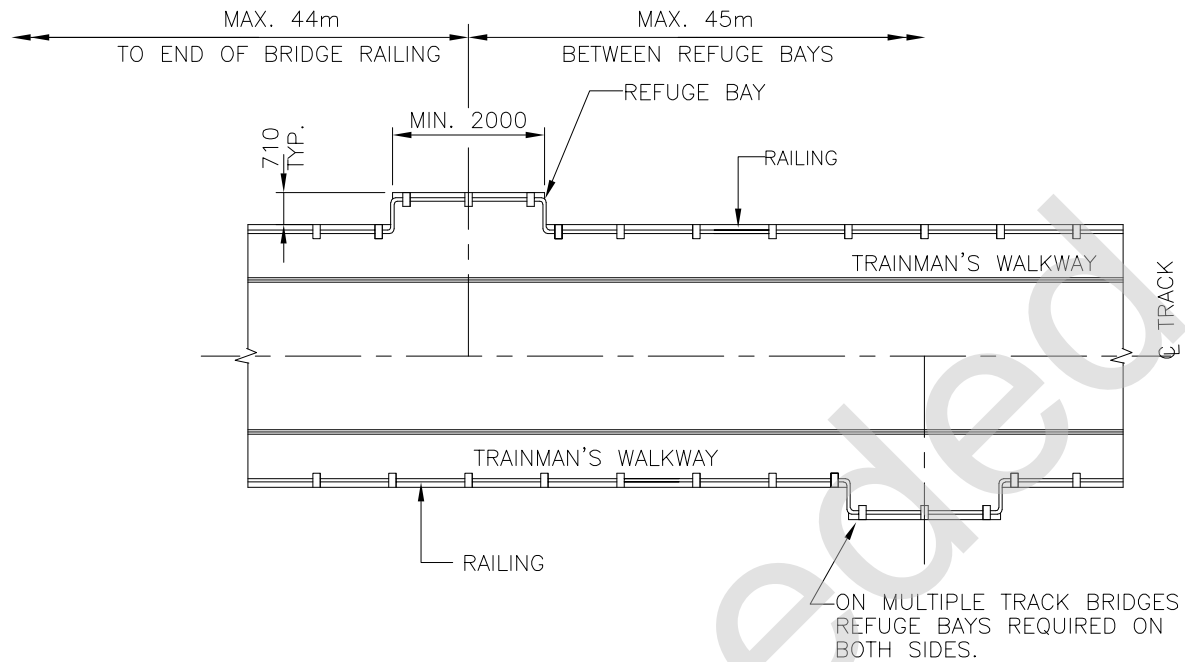 MAX. 44m
TO END OF BRIDGE RAILING
MAX. 45m
BETWEEN REFUGE BAYS
REFUGE BAY
MIN. 2000
710
TYP.
RAILING
TRAINMAN'S WALKWAY
℄ TRACK
TRAINMAN'S WALKWAY
RAILING
ON MULTIPLE TRACK BRIDGES
REFUGE BAYS REQUIRED ON
BOTH SIDES.
eded